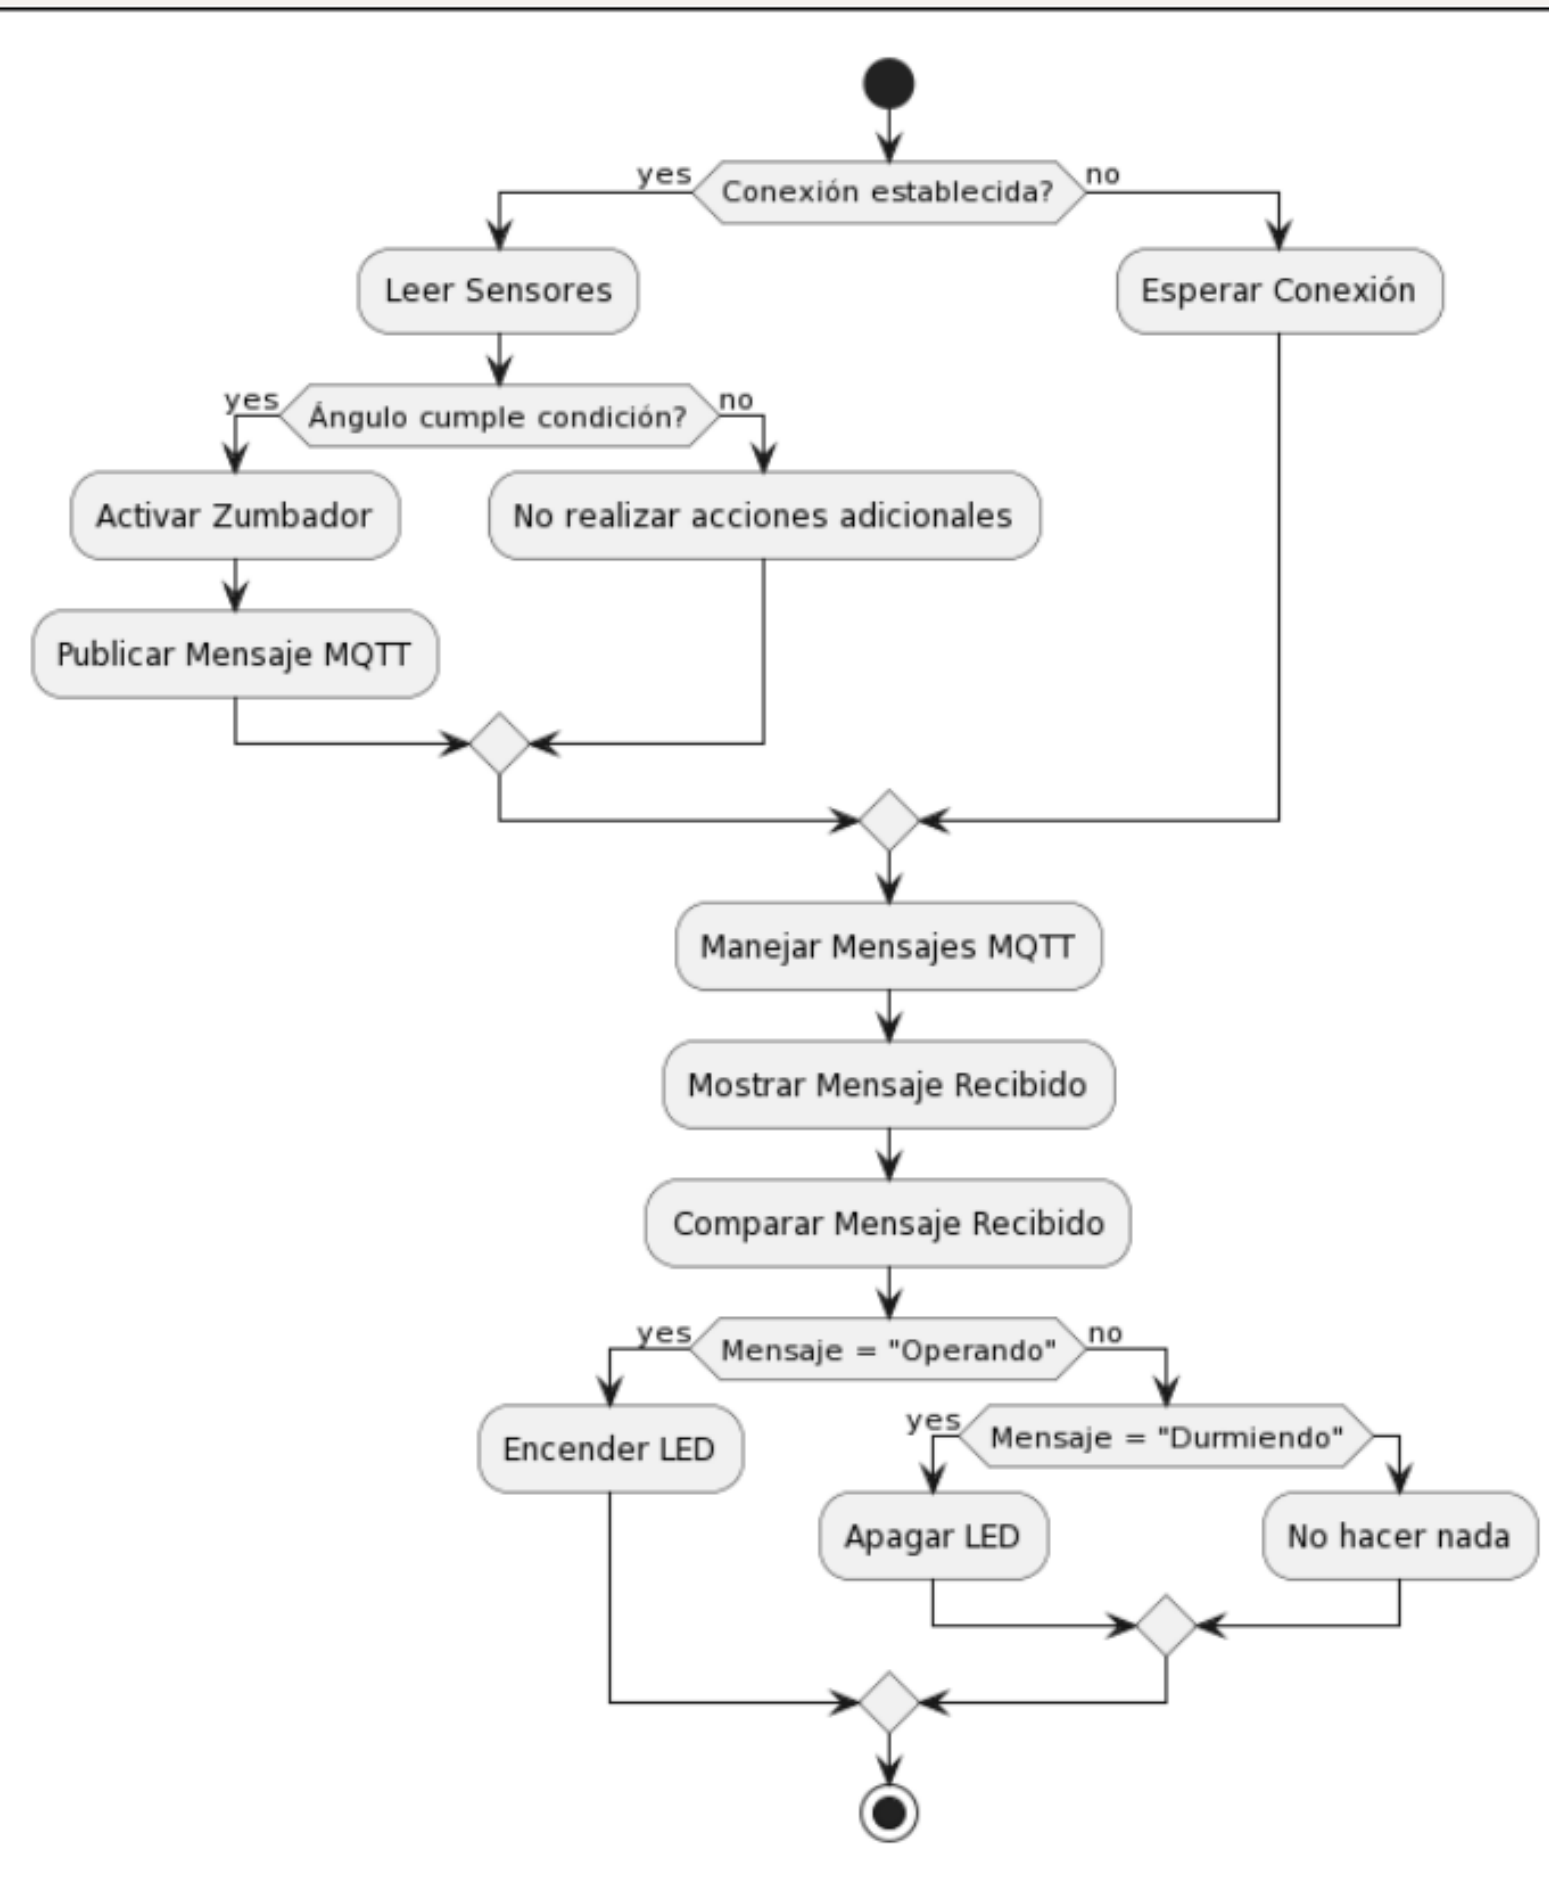 yes
Conexión establecida?
no
Leer Sensores
Esperar Conexión
yes
Ángulo cumple condición?
no
Activar Zumbador
No realizar acciones adicionales
Publicar Mensaje MQTT
Manejar Mensajes MQTT
Mostrar Mensaje Recibido
Comparar Mensaje Recibido
yes
Mensaje = "Operando"
no
Encender LED
yes
Mensaje = "Durmiendo"
Apagar LED
No hacer nada